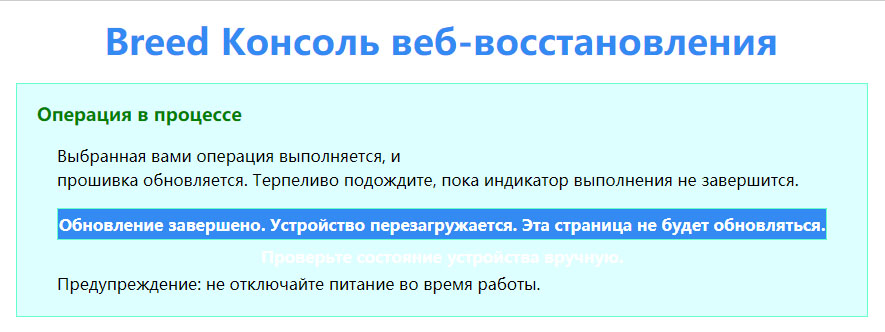 Breed Консоль веб-восстановления
Операция в процессе
Выбранная вами операция выполняется, и
прошивка обновляется. Терпеливо подождите, пока индикатор выполнения не завершится.
Обновление завершено. Устройство перезагружается. Эта страница не будет обновляться.
Проверьте состояние устройства вручную.
Предупреждение: не отключайте питание во время работы.